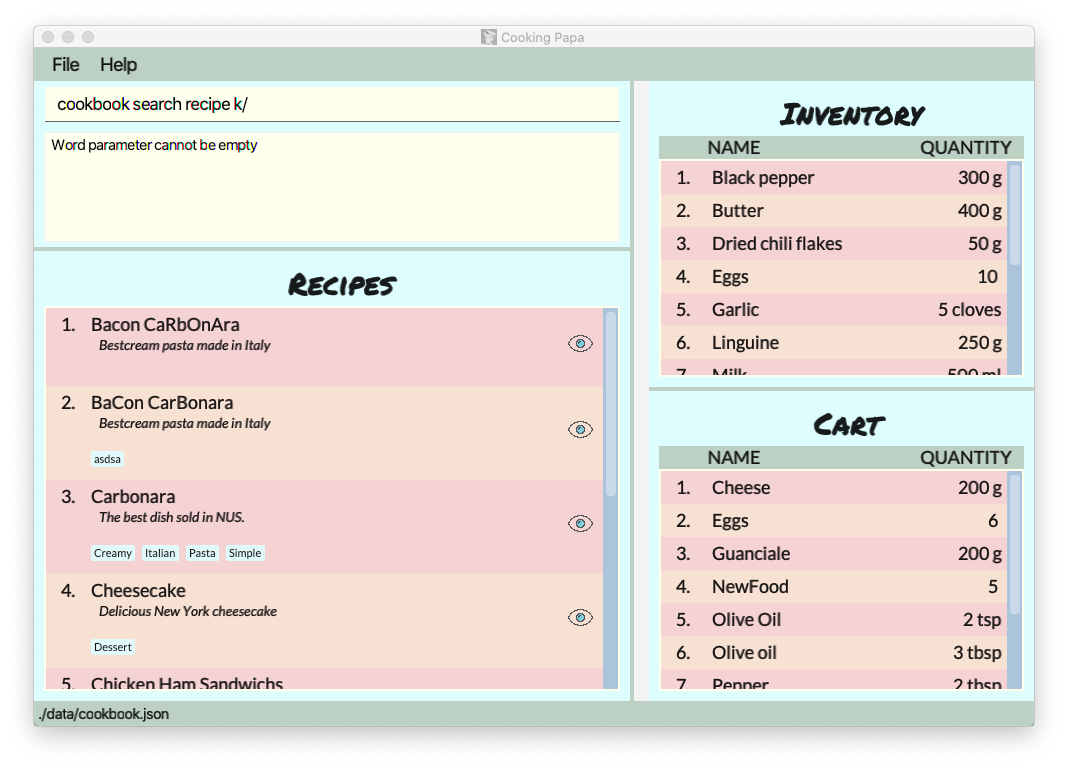 Cooking Papa
File Help
cookbook search recipe k/
Word parameter cannot be empty
Recipes
1. Bacon CaRbOnAra
Bestcream pasta made in Italy
2. BaCon CarBonara
Bestcream pasta made in Italy
asdsa
3. Carbonara
The best dish sold in NUS.
Creamy Italian Pasta Simple
4. Cheesecake
Delicious New York cheesecake
Dessert
5. Chicken Ham Sandwichs
Inventory
NAME QUANTITY
1. Black pepper 300 g
2. Butter 400 g
3. Dried chili flakes 50 g
4. Eggs 10
5. Garlic 5 cloves
6. Linguine 250 g
7. Milk 500 ml
Cart
NAME QUANTITY
1. Cheese 200 g
2. Eggs 6
3. Guanciale 200 g
4. NewFood 5
5. Olive Oil 2 tsp
6. Olive oil 3 tbsp
7. Pepper 2 tbsp
./data/cookbook.json